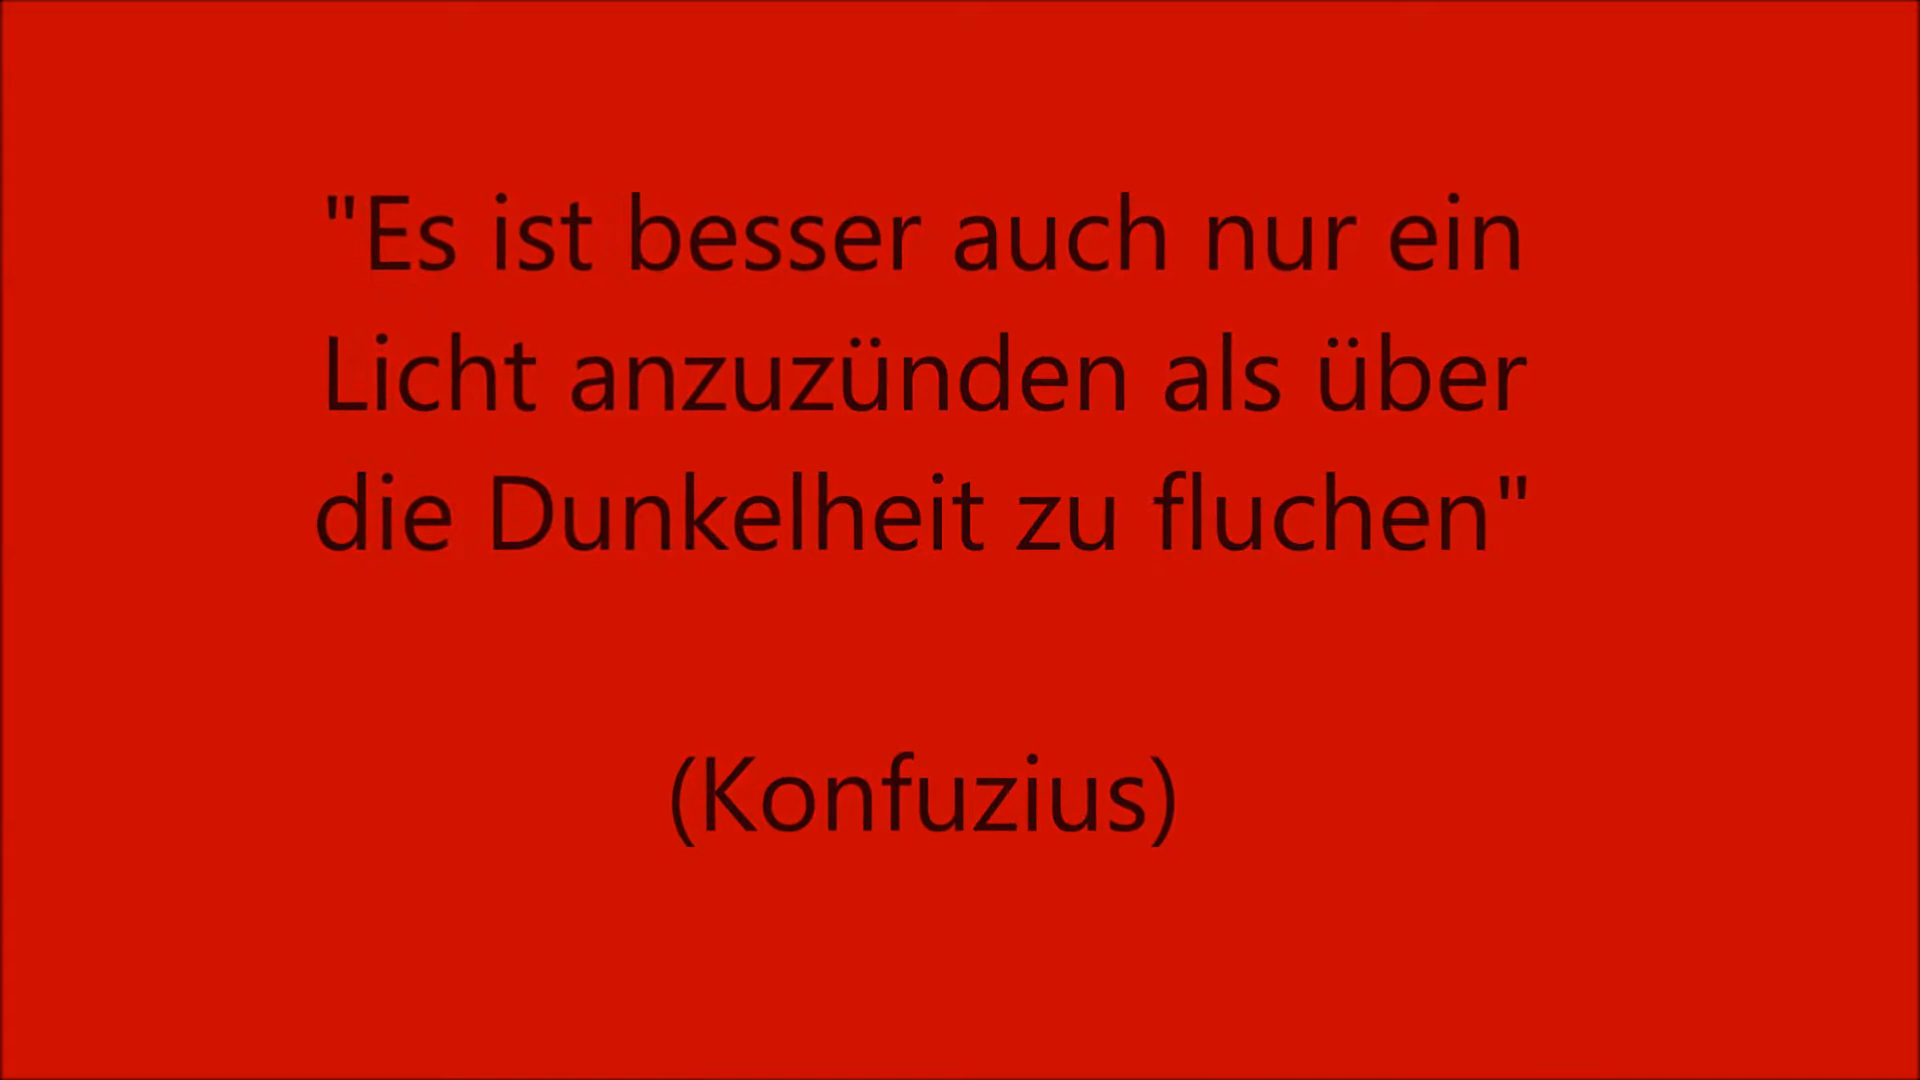 "Es ist besser auch nur ein
Licht anzuzünden als über
die Dunkelheit zu fluchen"
(Konfuzius)